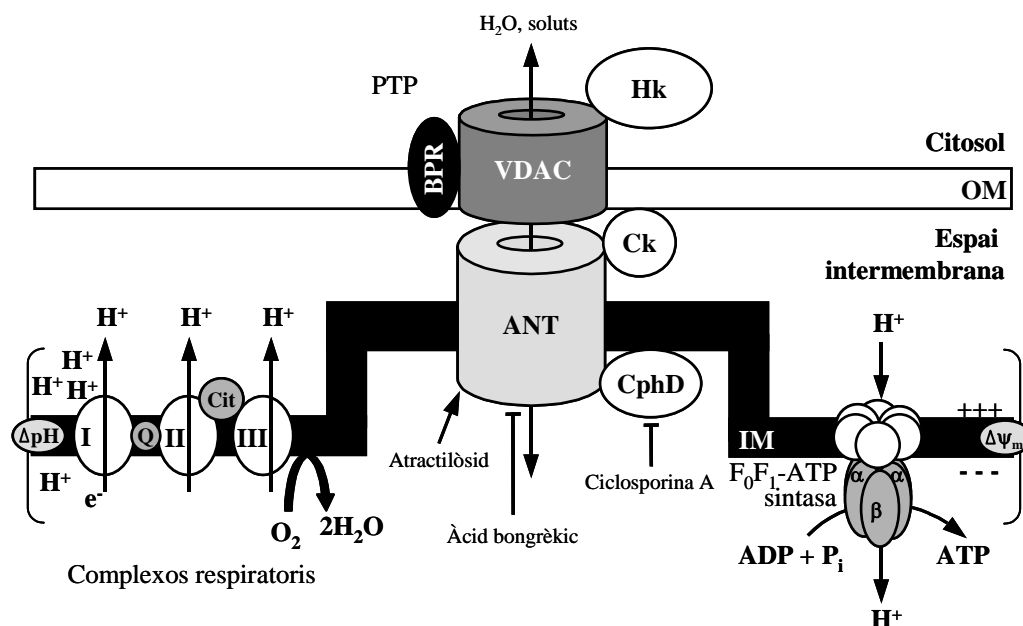 H₂O, soluts
PTP
Hk
BPR
VDAC
Citosol
OM
Ck
Espai
intermembrana
ANT
H⁺
H⁺
H⁺
H⁺
H⁺
H⁺ H⁺
Cit
CphD
ΔpH
I
Q
II
III
IM
+++
Δψₘ
- - -
H⁺
e⁻
Atractilòsid
Ciclosporina A
F₀F₁-ATP
sintasa
α
α
β
O₂
2H₂O
Àcid bongrèkic
ADP + Pᵢ
ATP
Complexos respiratoris
H⁺